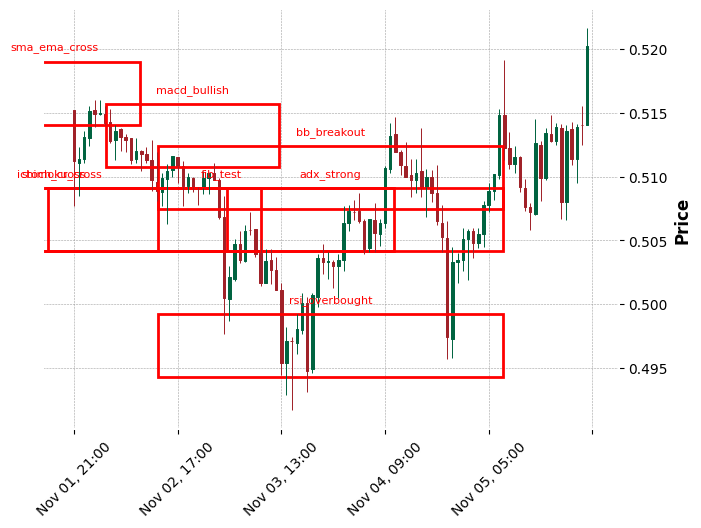 sma_ema_cross
macd_bullish
bb_breakout
stoch_cross
fib_test
adx_strong
rsi_overbought
0.520
0.515
0.510
0.505
0.500
0.495
Price
Nov 01, 21:00
Nov 02, 17:00
Nov 03, 13:00
Nov 04, 09:00
Nov 05, 05:00